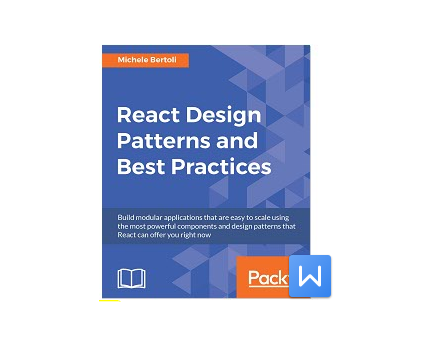 Michele Bertoli
React Design
Patterns and
Best Practices
Build modular applications that are easy to scale using
the most powerful components and design patterns that
React can offer you right now
W